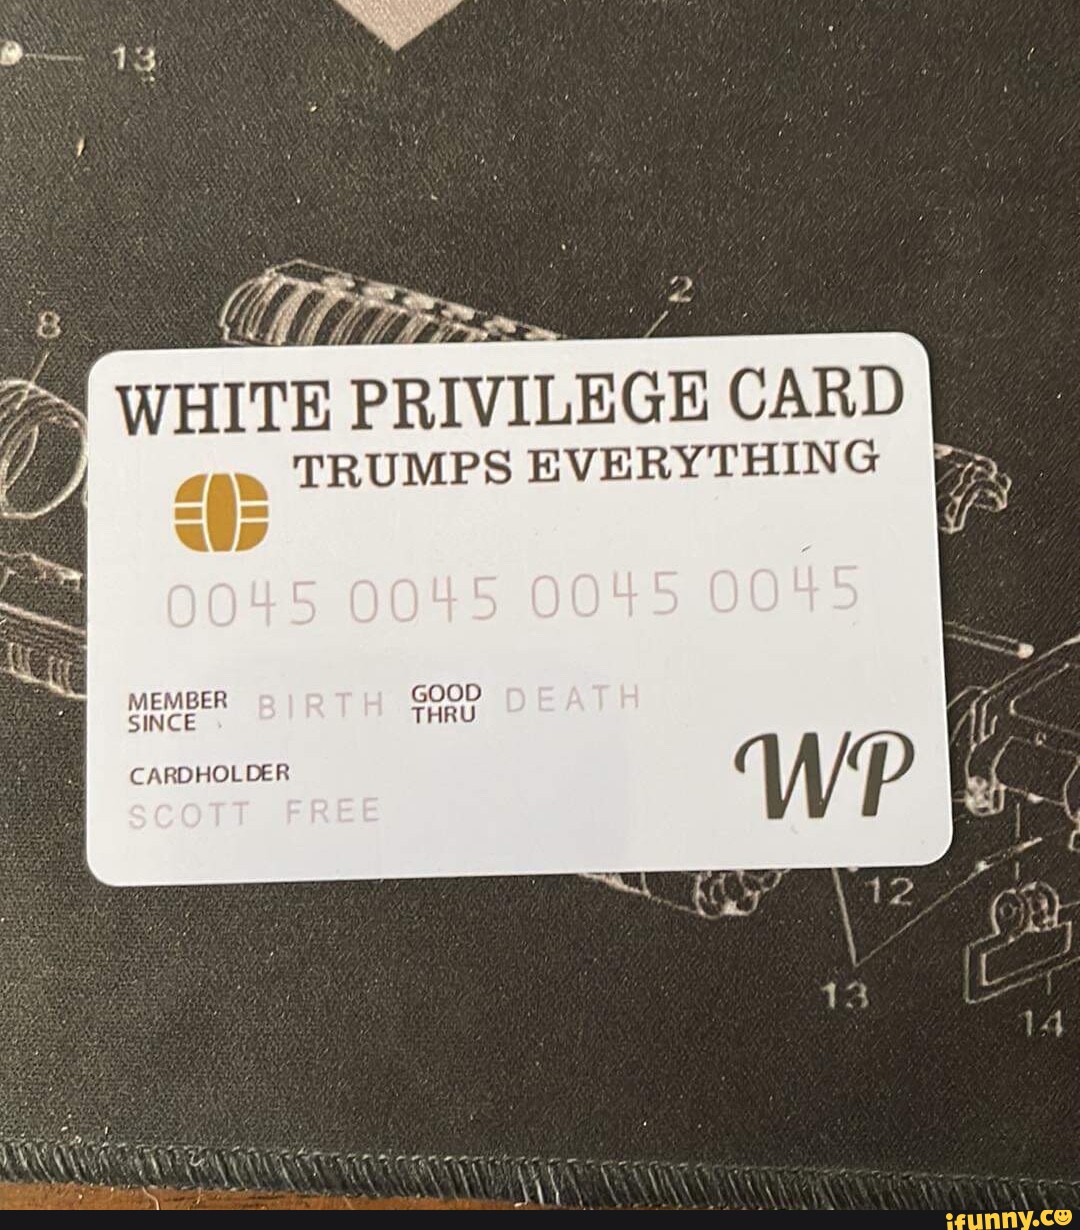 13
2
8
WHITE PRIVILEGE CARD
TRUMPS EVERYTHING
0045 0045 0045 0045
MEMBER SINCE BIRTH GOOD THRU DEATH
CARDHOLDER
SCOTT FREE
WP
12
13
14
ifunny.co